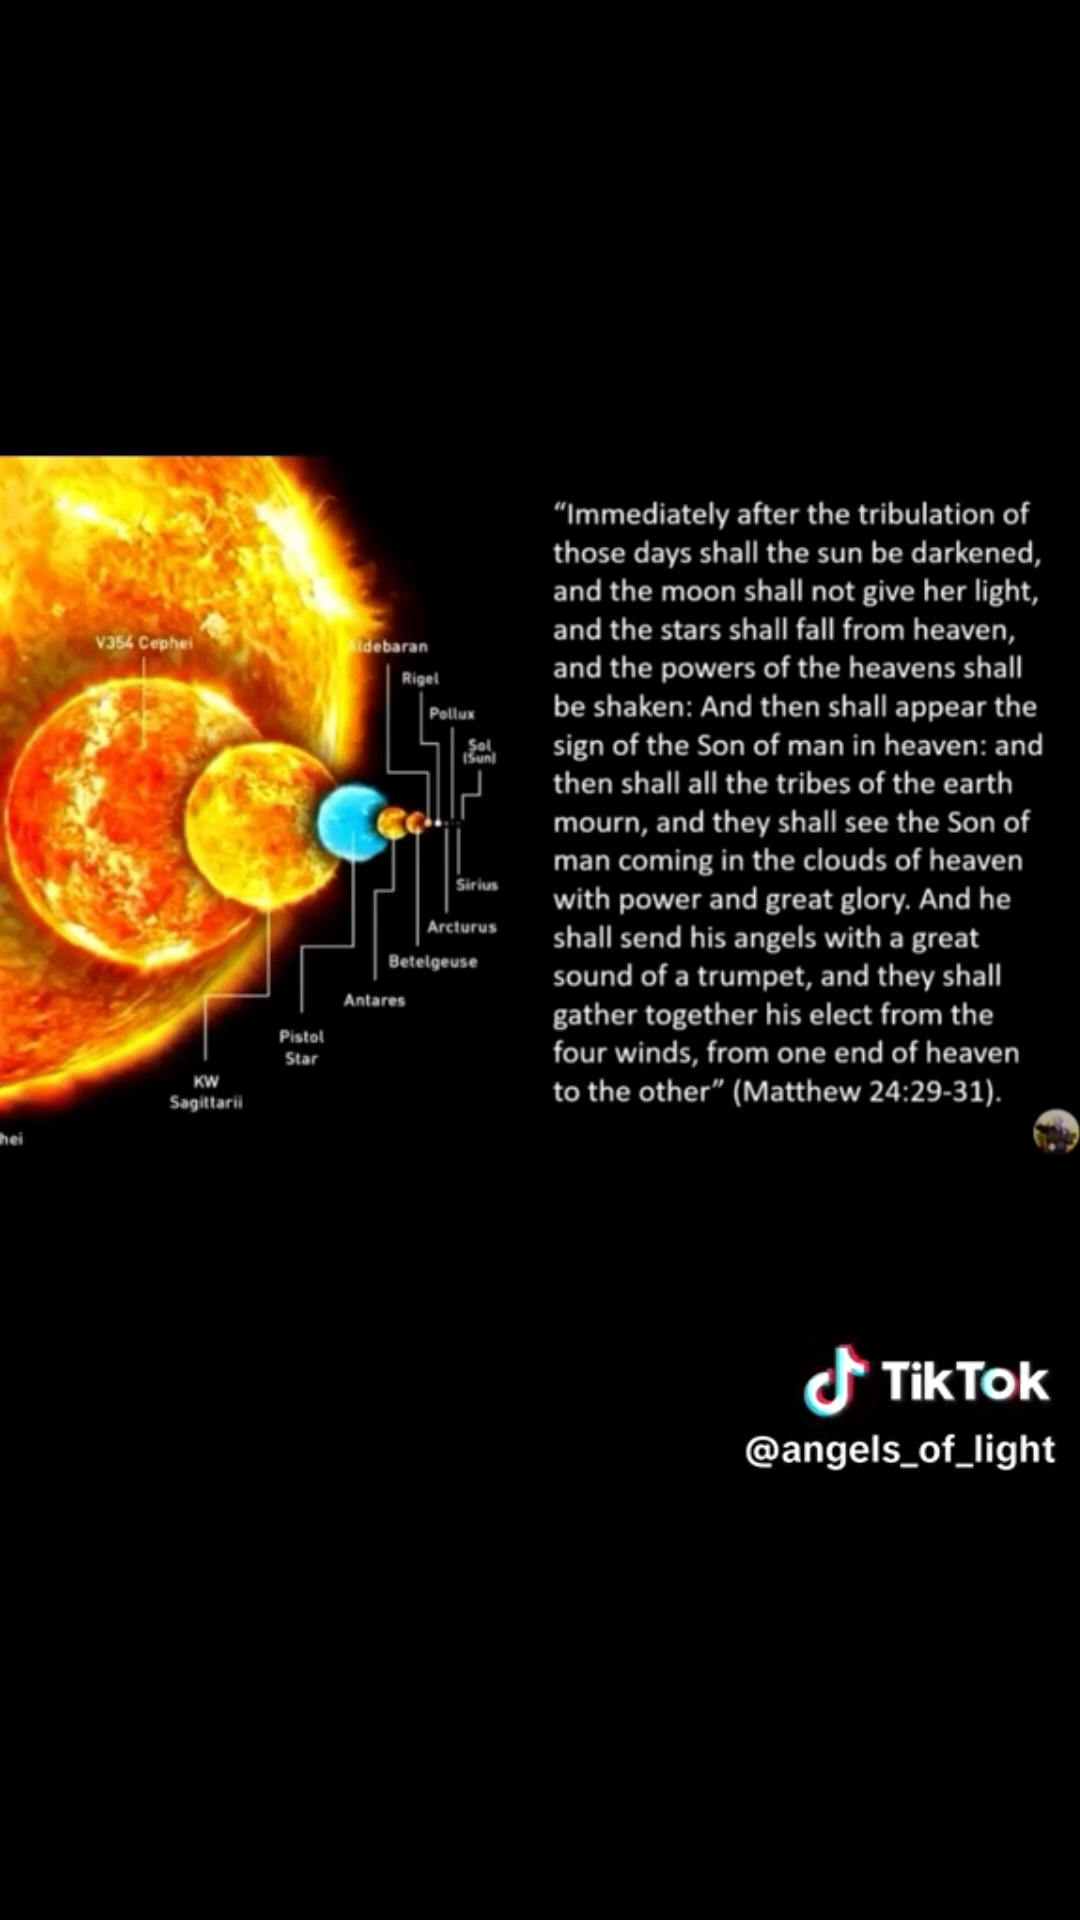 V354 Cephei
Aldebaran
Rigel
Pollux
Sol
(Sun)
Sirius
Arcturus
Betelgeuse
Antares
Pistol
Star
KW
Sagittarii
hei
“Immediately after the tribulation of
those days shall the sun be darkened,
and the moon shall not give her light,
and the stars shall fall from heaven,
and the powers of the heavens shall
be shaken: And then shall appear the
sign of the Son of man in heaven: and
then shall all the tribes of the earth
mourn, and they shall see the Son of
man coming in the clouds of heaven
with power and great glory. And he
shall send his angels with a great
sound of a trumpet, and they shall
gather together his elect from the
four winds, from one end of heaven
to the other” (Matthew 24:29-31).
TikTok
@angels_of_light